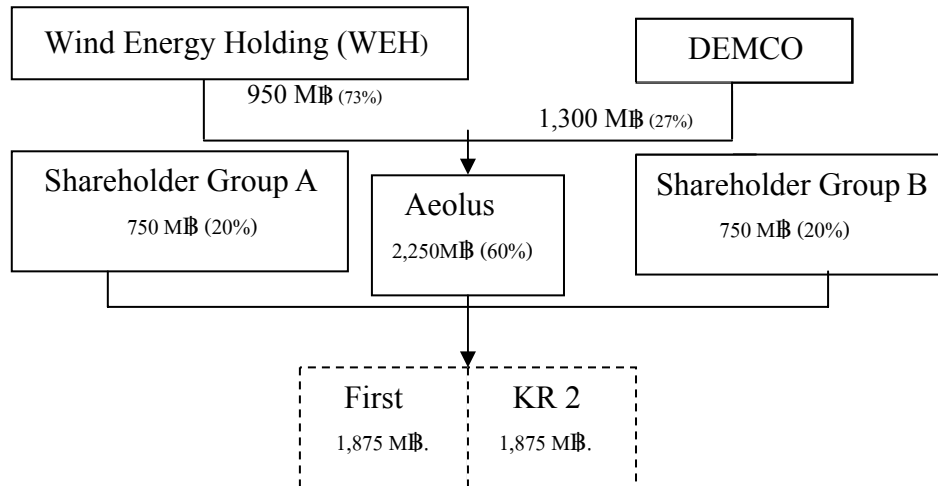 Wind Energy Holding (WEH)
DEMCO
950 M฿ (73%)
1,300 M฿ (27%)
Shareholder Group A
750 M฿ (20%)
Aeolus
2,250M฿ (60%)
Shareholder Group B
750 M฿ (20%)
First
1,875 M฿.
KR 2
1,875 M฿.